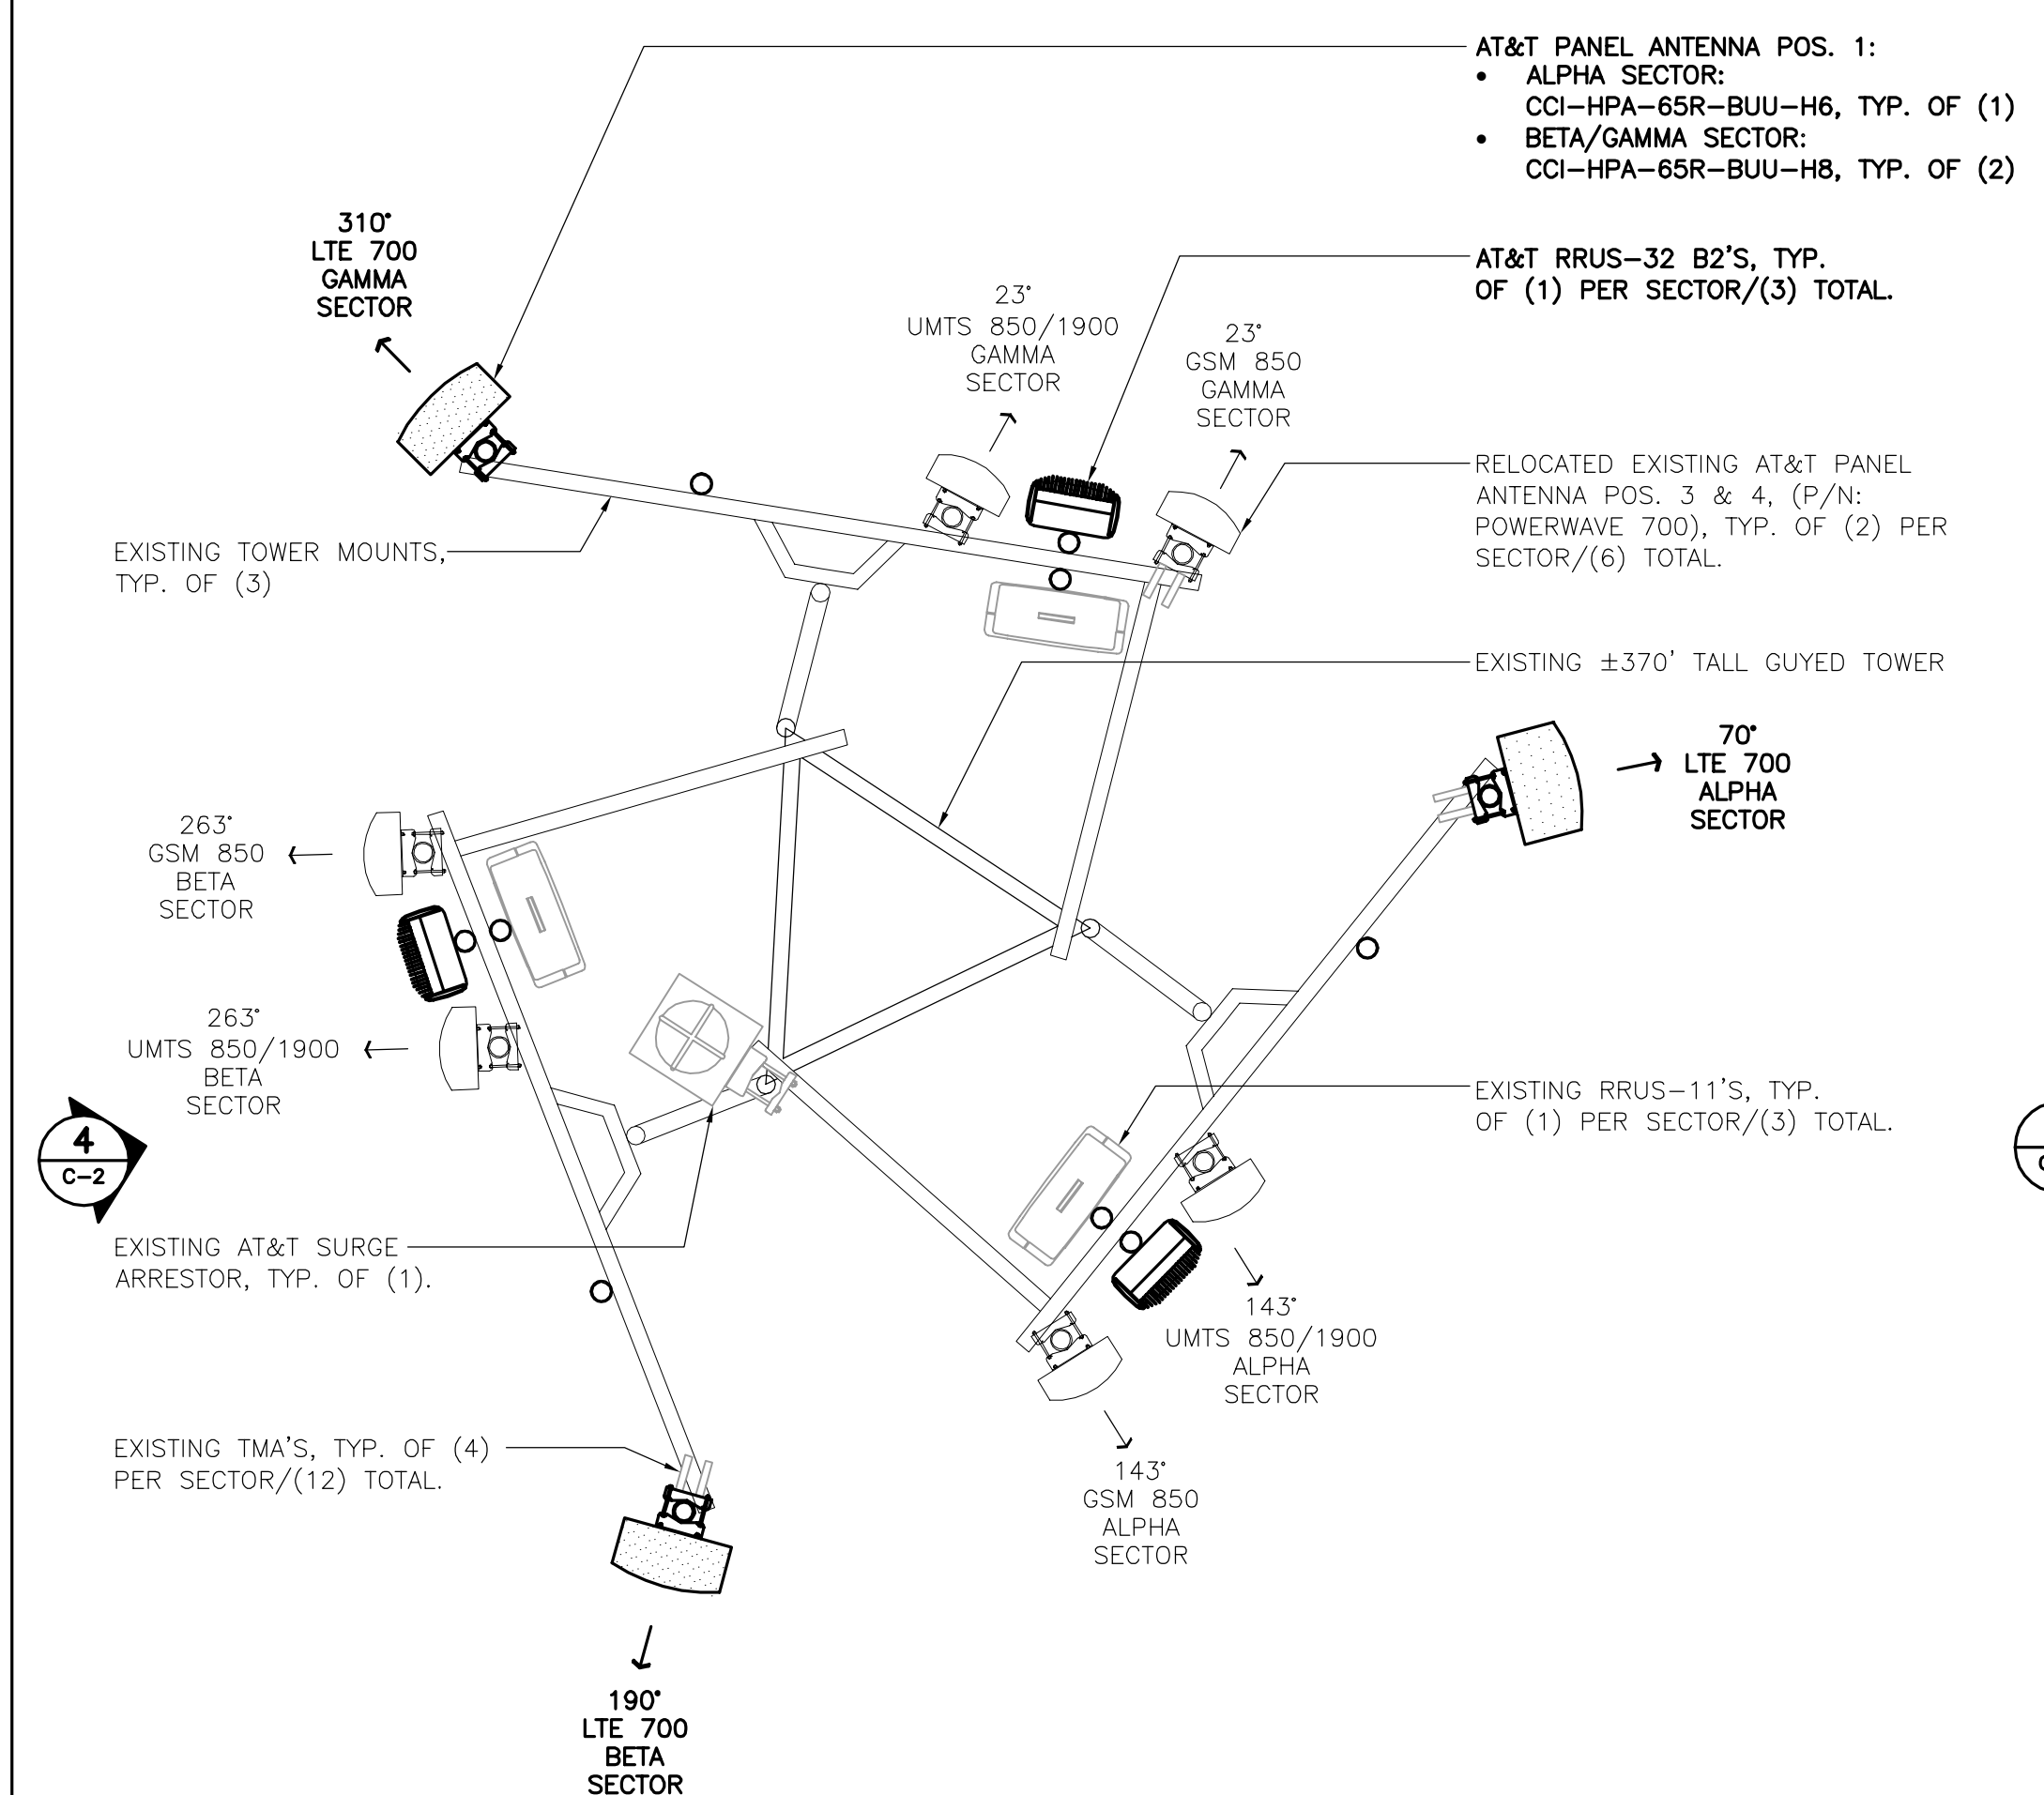 AT&T PANEL ANTENNA POS. 1:
• ALPHA SECTOR:
CCI-HPA-65R-BUU-H6, TYP. OF (1)
• BETA/GAMMA SECTOR:
CCI-HPA-65R-BUU-H8, TYP. OF (2)
310°
LTE 700
GAMMA
SECTOR
AT&T RRUS-32 B2'S, TYP.
OF (1) PER SECTOR/(3) TOTAL.
23°
UMTS 850/1900
GAMMA
SECTOR
23°
GSM 850
GAMMA
SECTOR
RELOCATED EXISTING AT&T PANEL
ANTENNA POS. 3 & 4, (P/N:
POWERWAVE 700), TYP. OF (2) PER
SECTOR/(6) TOTAL.
EXISTING TOWER MOUNTS,
TYP. OF (3)
EXISTING ±370' TALL GUYED TOWER
70°
LTE 700
ALPHA
SECTOR
263°
GSM 850
BETA
SECTOR
263°
UMTS 850/1900
BETA
SECTOR
4
C-2
EXISTING RRUS-11'S, TYP.
OF (1) PER SECTOR/(3) TOTAL.
EXISTING AT&T SURGE
ARRESTOR, TYP. OF (1).
143°
UMTS 850/1900
ALPHA
SECTOR
143°
GSM 850
ALPHA
SECTOR
EXISTING TMA'S, TYP. OF (4)
PER SECTOR/(12) TOTAL.
190°
LTE 700
BETA
SECTOR